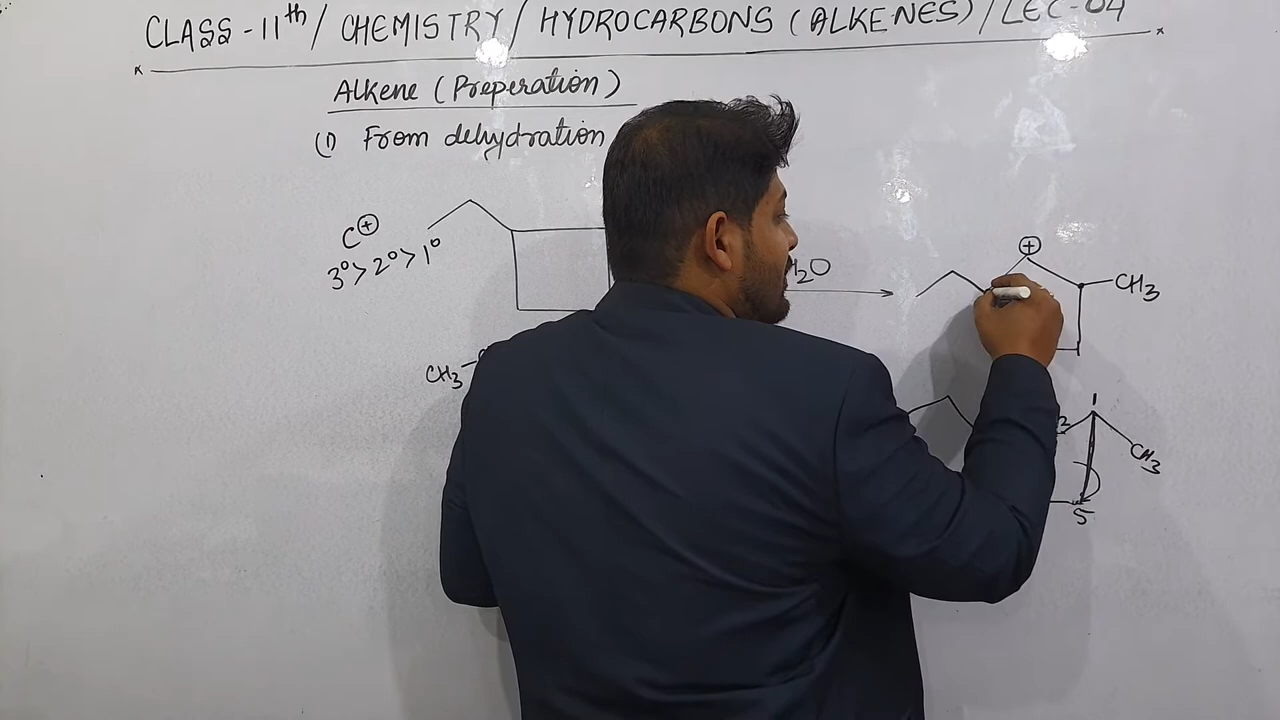 CLASS-11th/ CHEMISTRY/ HYDROCARBONS (ALKENES)/LEC-04
Alkene (Preperation)
(1) From dehydration
C⊕
3°>2°>1°
H2O
⊕
CH3
CH3
1
2
CH3
5